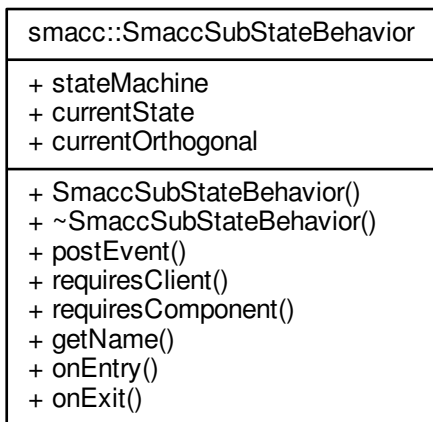 smacc::SmaccSubStateBehavior
+ stateMachine
+ currentState
+ currentOrthogonal
+ SmaccSubStateBehavior()
+ ~SmaccSubStateBehavior()
+ postEvent()
+ requiresClient()
+ requiresComponent()
+ getName()
+ onEntry()
+ onExit()